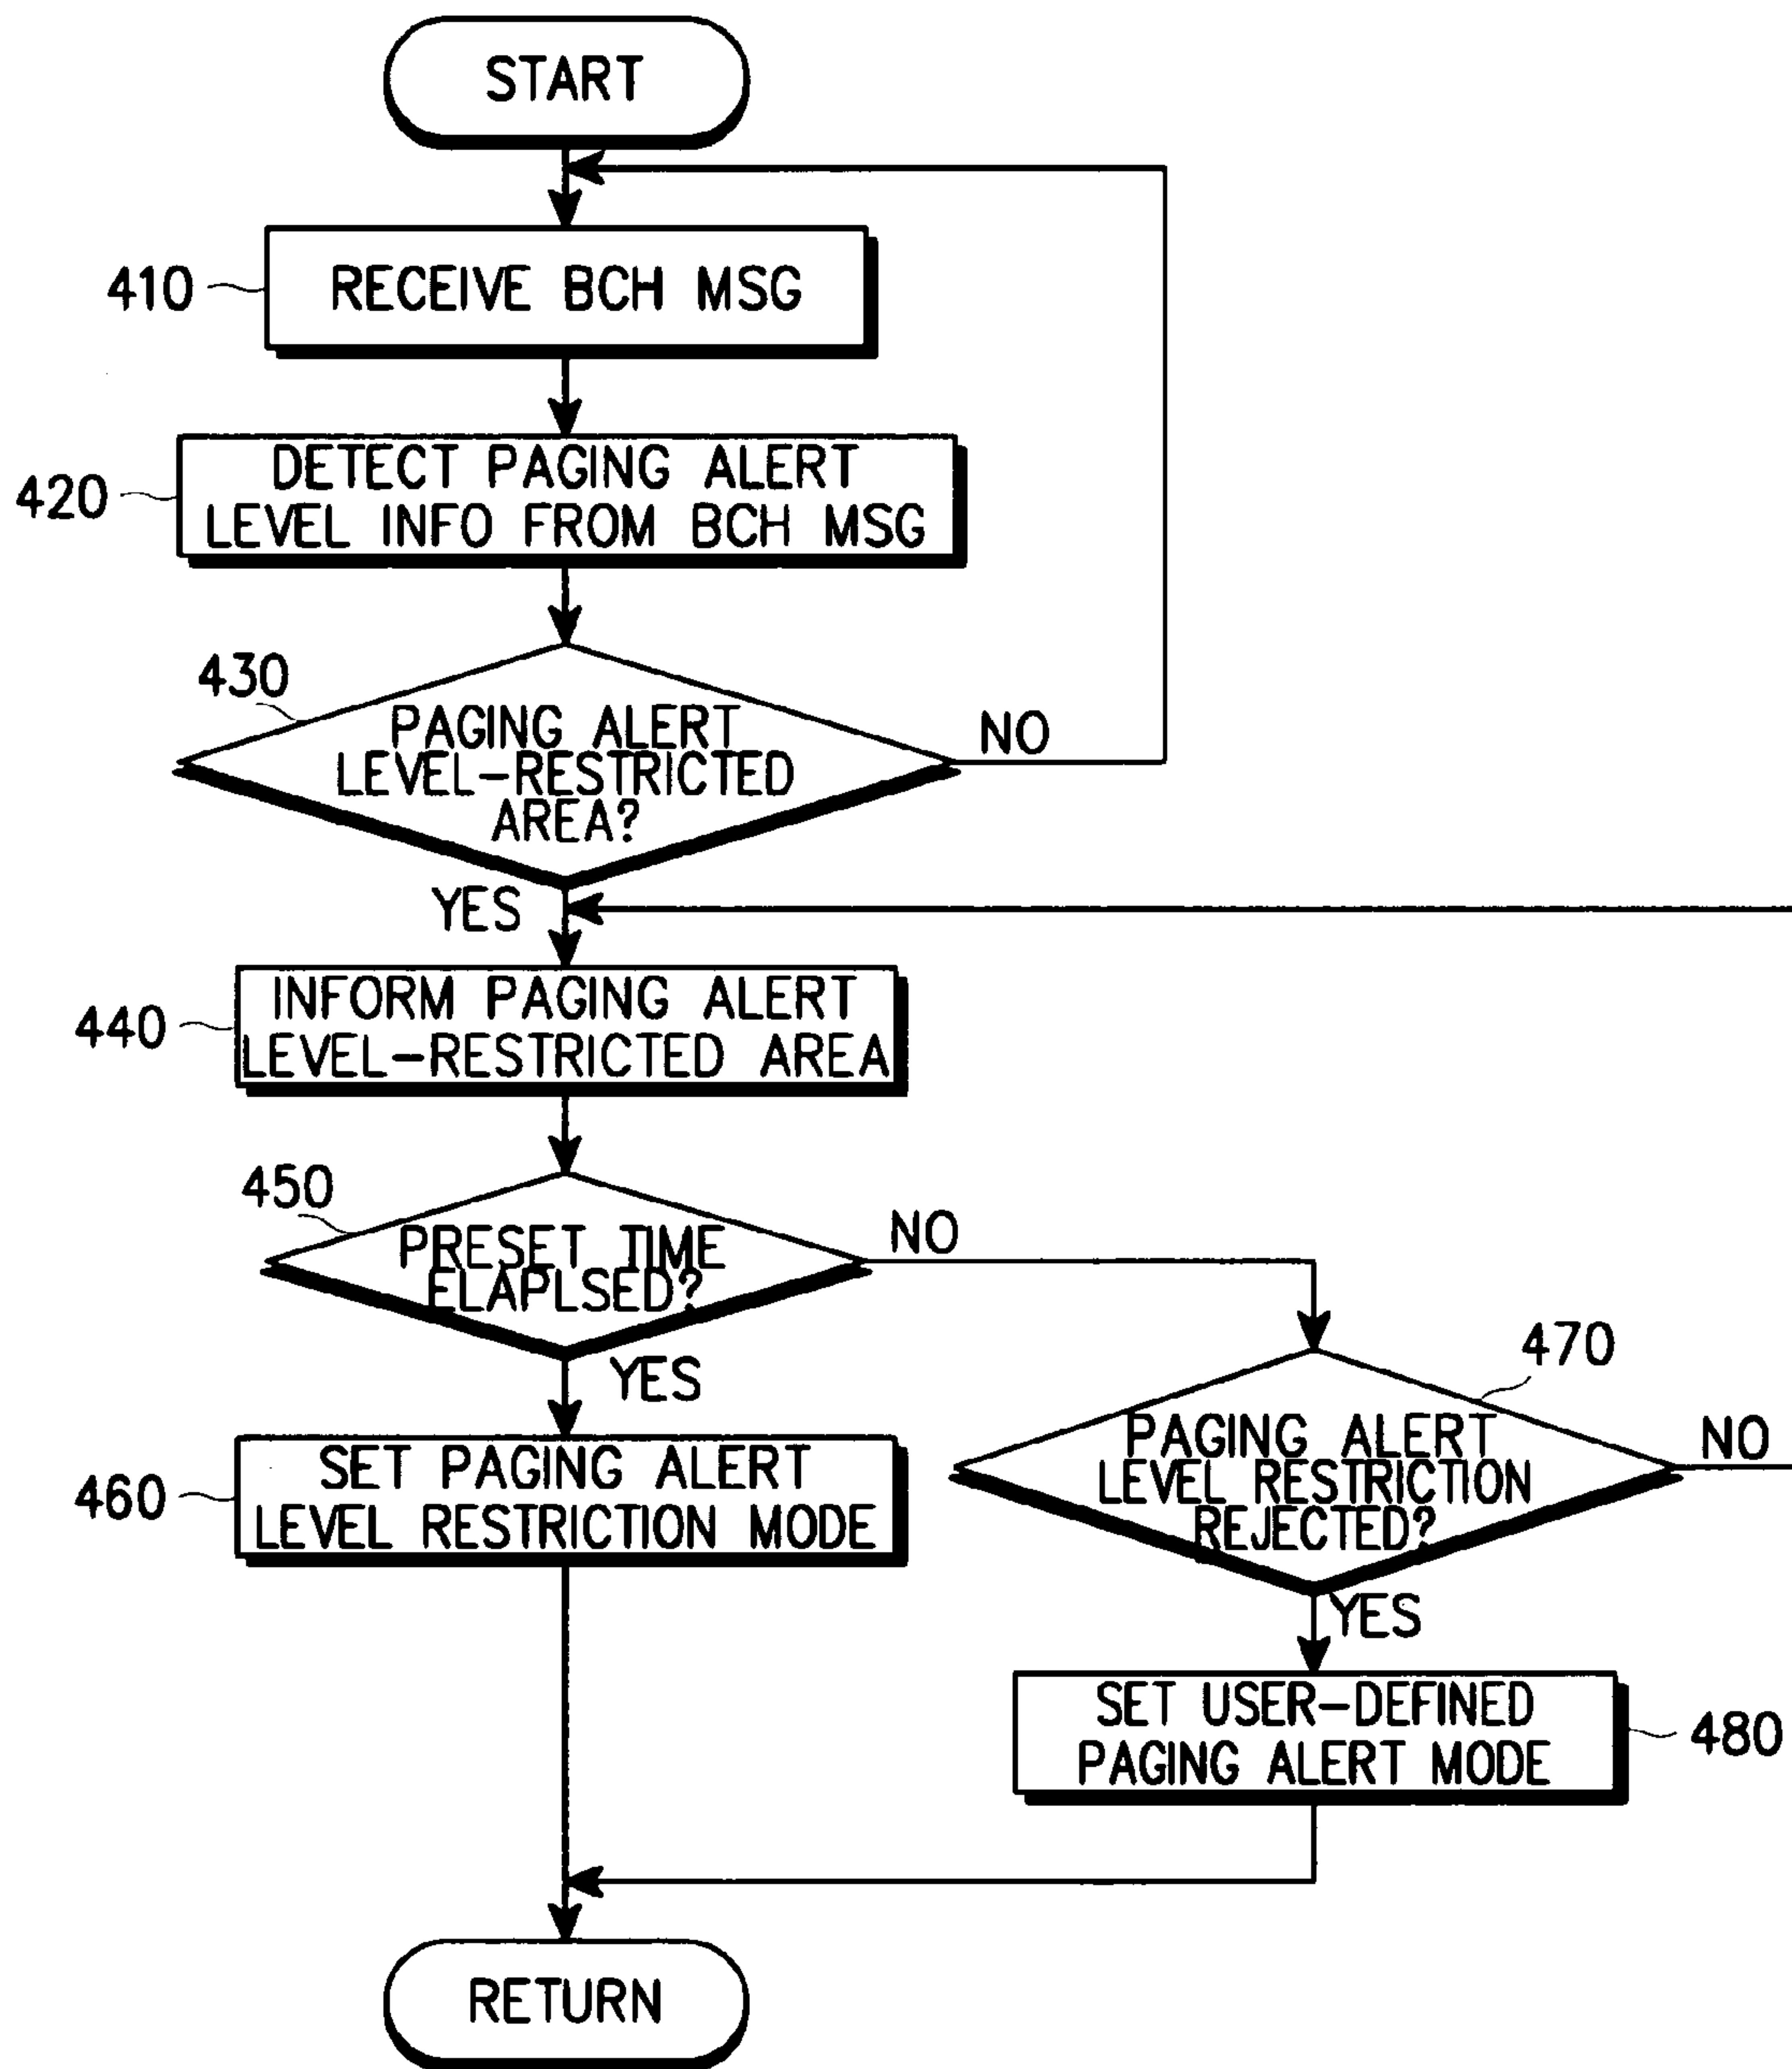 START
410
RECEIVE BCH MSG
420
DETECT PAGING ALERT
LEVEL INFO FROM BCH MSG
430
PAGING ALERT
LEVEL-RESTRICTED
AREA?
NO
YES
440
INFORM PAGING ALERT
LEVEL-RESTRICTED AREA
450
PRESET TIME
ELAPLSED?
NO
YES
460
SET PAGING ALERT
LEVEL RESTRICTION MODE
470
PAGING ALERT
LEVEL RESTRICTION
REJECTED?
NO
YES
SET USER-DEFINED
PAGING ALERT MODE
480
RETURN